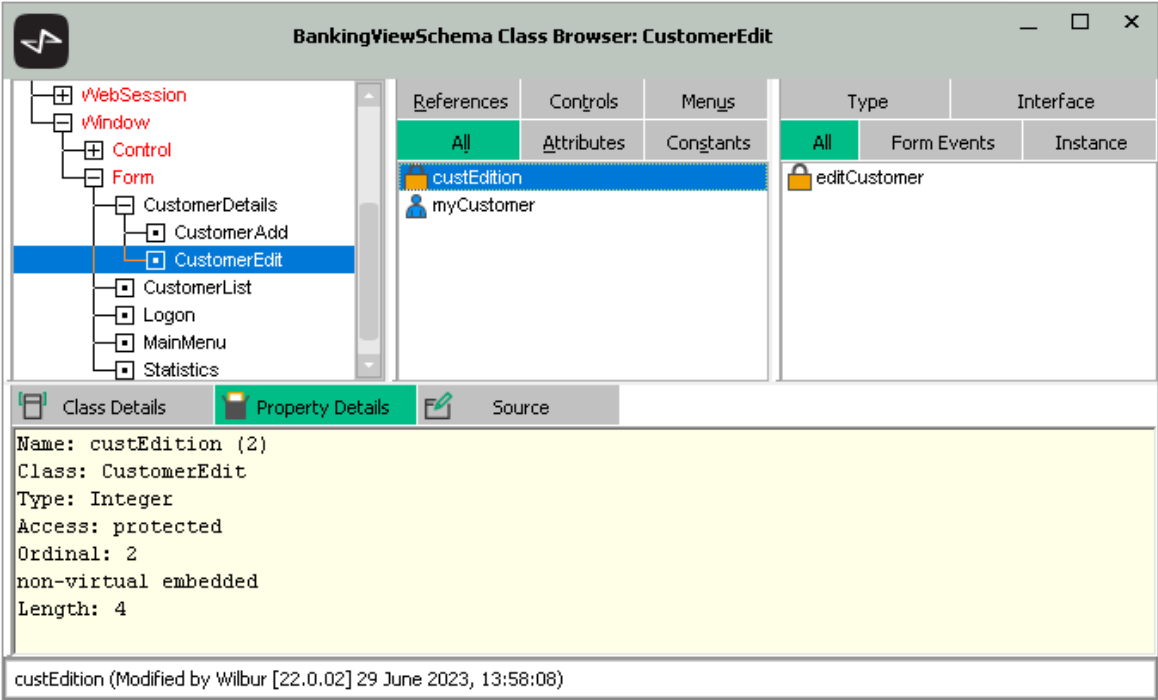 BankingViewSchema Class Browser: CustomerEdit
WebSession
Window
Control
Form
CustomerDetails
CustomerAdd
CustomerEdit
CustomerList
Logon
MainMenu
Statistics
References Controls Menus
All Attributes Constants
custEdition
myCustomer
Type Interface
All Form Events Instance
editCustomer
Class Details Property Details Source
Name: custEdition (2)
Class: CustomerEdit
Type: Integer
Access: protected
Ordinal: 2
non-virtual embedded
Length: 4
custEdition (Modified by Wilbur [22.0.02] 29 June 2023, 13:58:08)